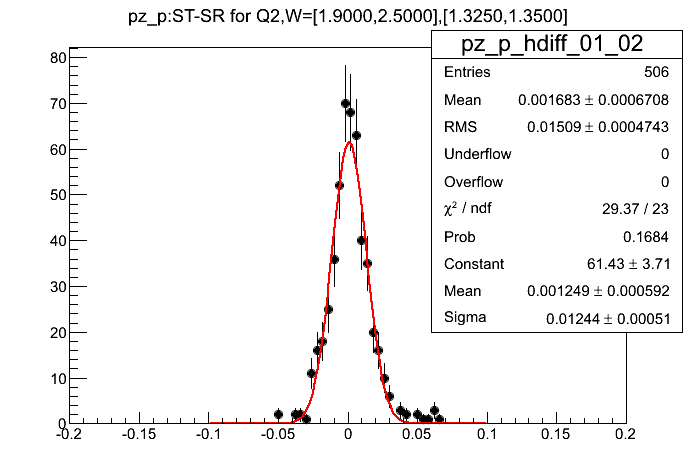 pz_p:ST-SR for Q2,W=[1.9000,2.5000],[1.3250,1.3500]
pz_p_hdiff_01_02
Entries 506
Mean 0.001683 ± 0.0006708
RMS 0.01509 ± 0.0004743
Underflow 0
Overflow 0
χ² / ndf 29.37 / 23
Prob 0.1684
Constant 61.43 ± 3.71
Mean 0.001249 ± 0.000592
Sigma 0.01244 ± 0.00051
80
70
60
50
40
30
20
10
0
-0.2 -0.15 -0.1 -0.05 0 0.05 0.1 0.15 0.2